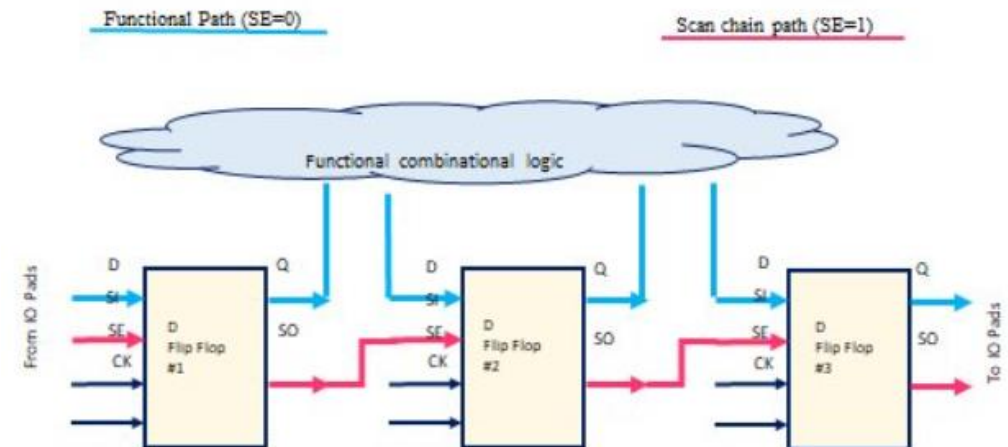 Functional Path (SE=0)
Scan chain path (SE=1)
Functional combinational logic
From IO Pads
D
SI
SE
CK
D
Flip Flop
#1
Q
SO
D
SI
SE
CK
D
Flip Flop
#2
Q
SO
D
SI
SE
CK
D
Flip Flop
#3
Q
SO
To IO Pads